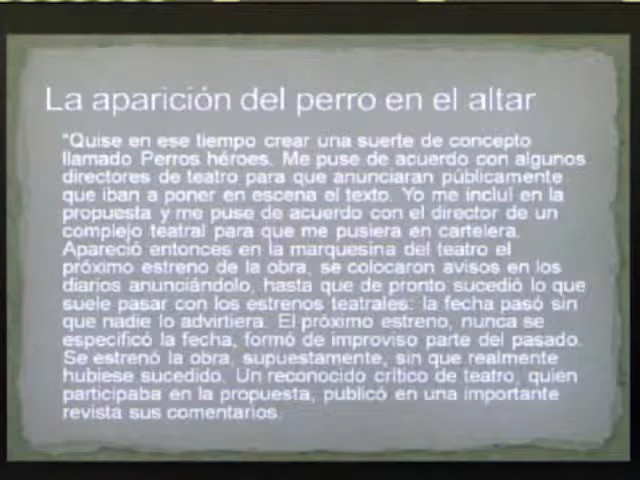 La aparición del perro en el altar
“Quise en ese tiempo crear una suerte de concepto
llamado Perros héroes. Me puse de acuerdo con algunos
directores de teatro para que anunciaran públicamente
que iban a poner en escena el texto. Yo me incluí en la
propuesta y me puse de acuerdo con el director de un
complejo teatral para que me pusiera en cartelera.
Apareció entonces en la marquesina del teatro el
próximo estreno de la obra, se colocaron avisos en los
diarios anunciándolo, hasta que de pronto sucedió lo que
suele pasar con los estrenos teatrales: la fecha pasó sin
que nadie lo advirtiera. El próximo estreno, nunca se
especificó la fecha, formó de improviso parte del pasado.
Se estrenó la obra, supuestamente, sin que realmente
hubiese sucedido. Un reconocido crítico de teatro, quien
participaba en la propuesta, publicó en una importante
revista sus comentarios.